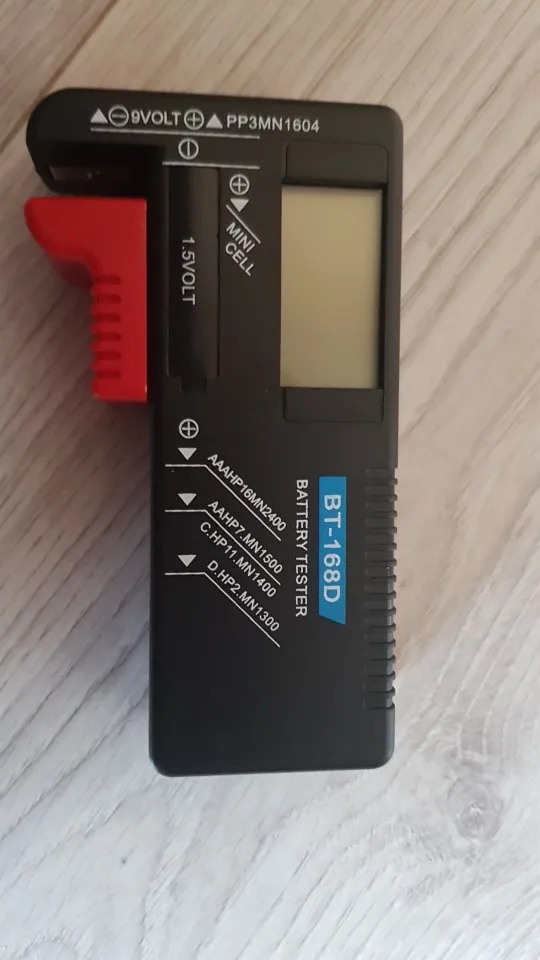 9VOLT PP3MN1604
MINI
CELL
1.5VOLT
AAAHP16MN2400
AAHP7.MN1500
C.HP11.MN1400
D.HP2.MN1300
BT-168D
BATTERY TESTER